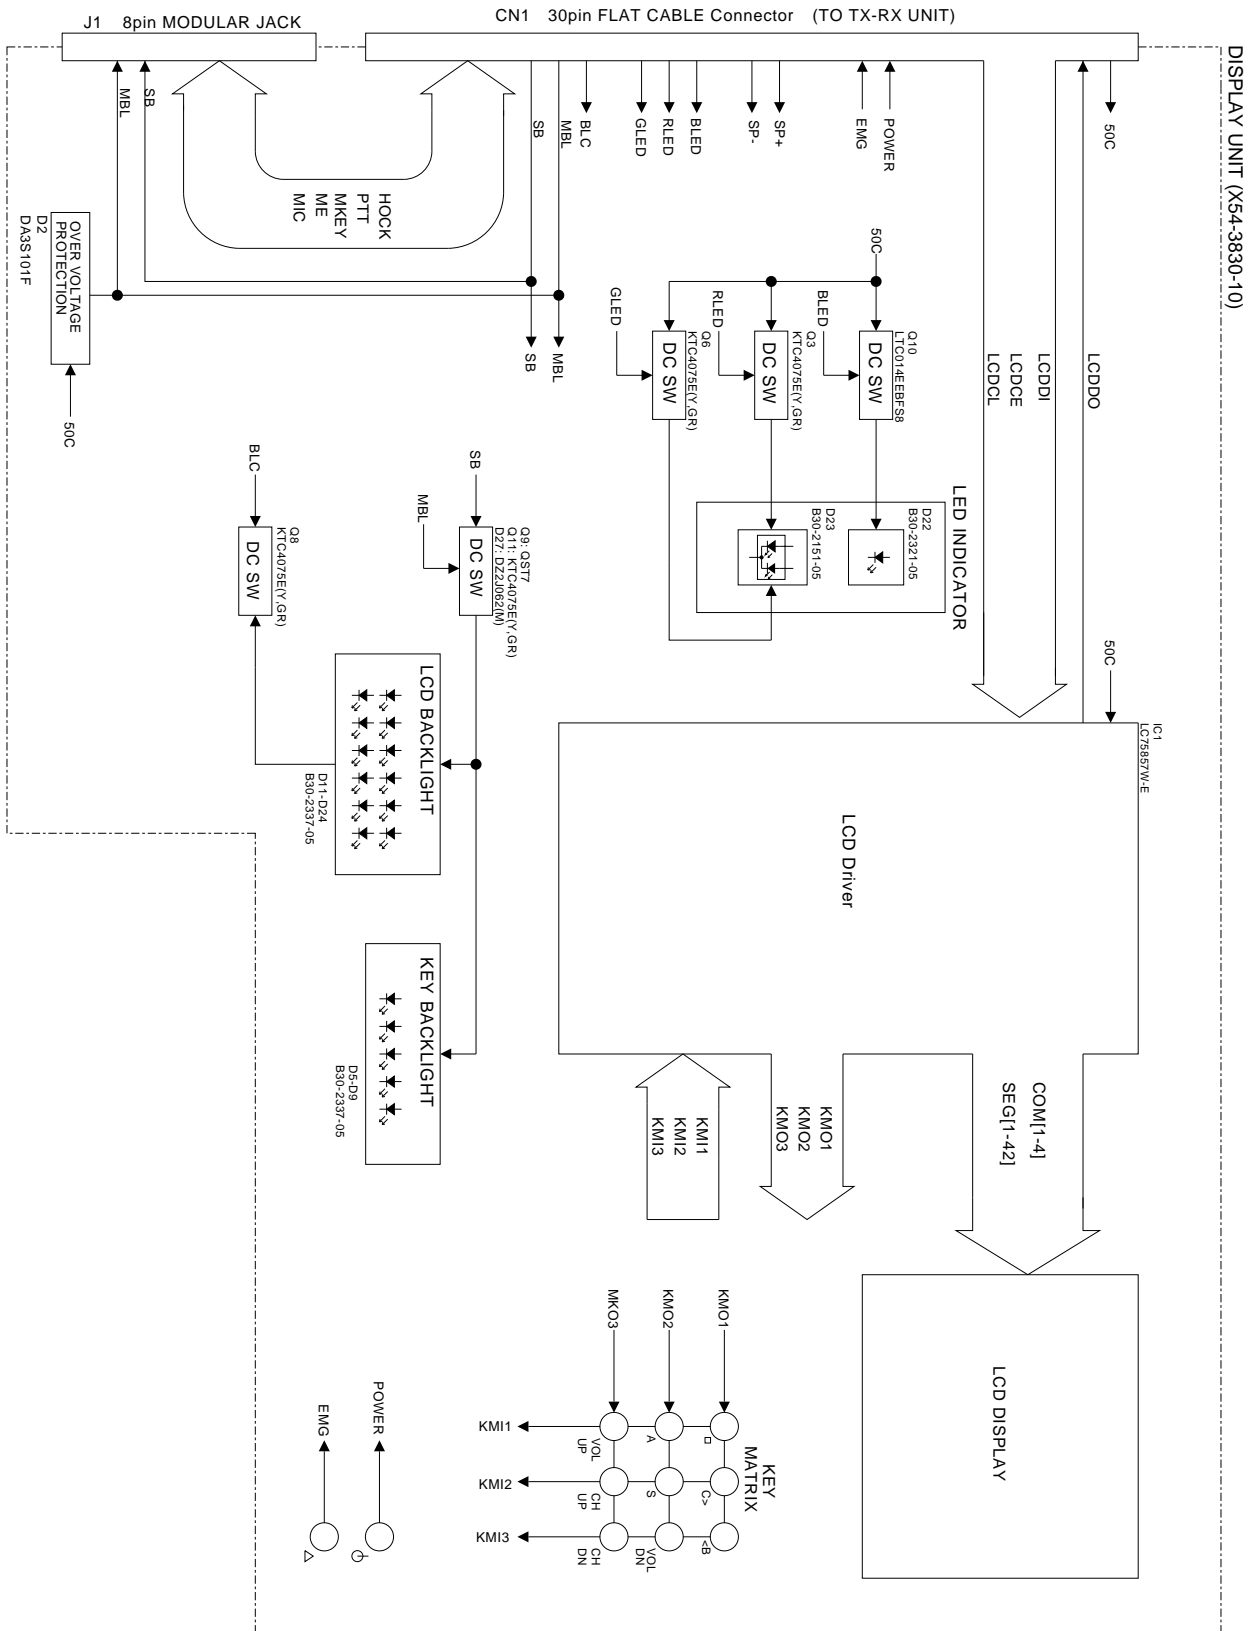 DISPLAY UNIT (X54-3830-10)
J1 8pin MODULAR JACK
CN1 30pin FLAT CABLE Connector (TO TX-RX UNIT)
MBL
SB
SB
MBL
BLC
GLED
RLED
BLED
SP-
SP+
EMG
POWER
50C
HOCK
PTT
MKEY
ME
MIC
OVER VOLTAGE
PROTECTION
D2
DA3S101F
50C
SB
MBL
50C
GLED
RLED
BLED
DC SW
Q6
KTC4075E(Y,GR)
DC SW
Q3
KTC4075E(Y,GR)
DC SW
Q10
LTC014EEBFS8
LCDDO
LCDDI
LCDCE
LCDCL
LED INDICATOR
D22
B30-2321-05
D23
B30-2151-05
BLC
DC SW
Q8
KTC4075E(Y,GR)
SB
MBL
DC SW
Q9: QST7
Q11: KTC4075E(Y,GR)
D27: DZ2J062(M)
LCD BACKLIGHT
D11-D24
B30-2337-05
KEY BACKLIGHT
D5-D9
B30-2337-05
50C
IC1
LC75857W-E
LCD Driver
KMI1
KMI2
KMI3
KMO1
KMO2
KMO3
COM[1-4]
SEG[1-42]
LCD DISPLAY
MKO3
KMO2
KMO1
KEY
MATRIX
KMI1
KMI2
KMI3
VOL
UP
A
CH
UP
S
C>
CH
DN
VOL
DN
<B
EMG
POWER